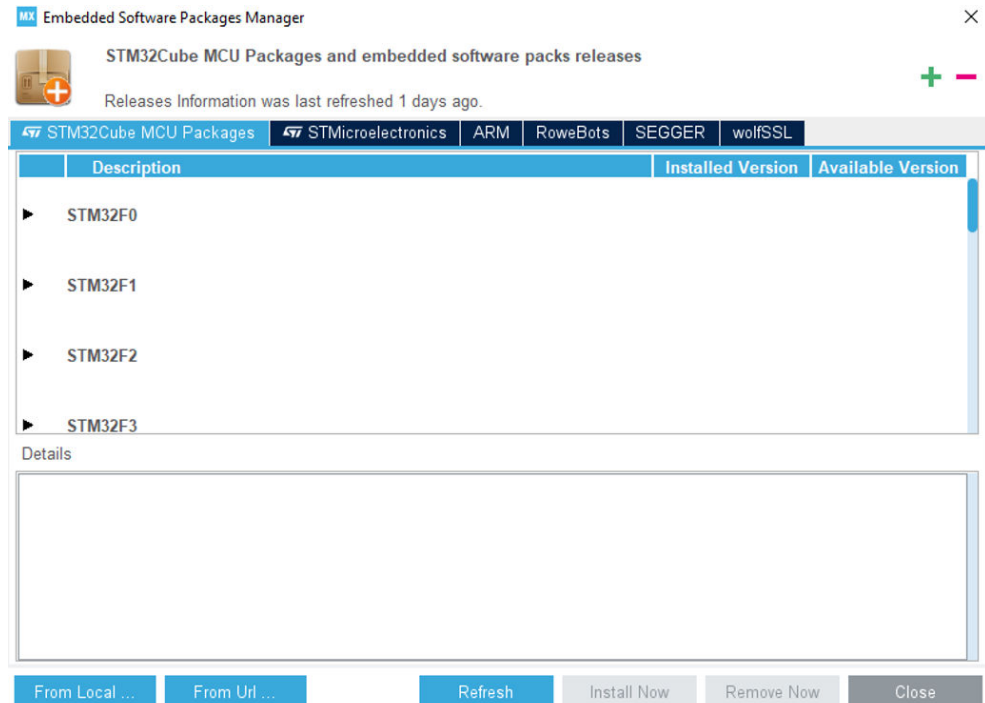 MX Embedded Software Packages Manager
STM32Cube MCU Packages and embedded software packs releases
Releases Information was last refreshed 1 days ago.
STM32Cube MCU Packages STMicroelectronics ARM RoweBots SEGGER wolfSSL
Description Installed Version Available Version
STM32F0
STM32F1
STM32F2
STM32F3
Details
From Local ... From Url ... Refresh Install Now Remove Now Close